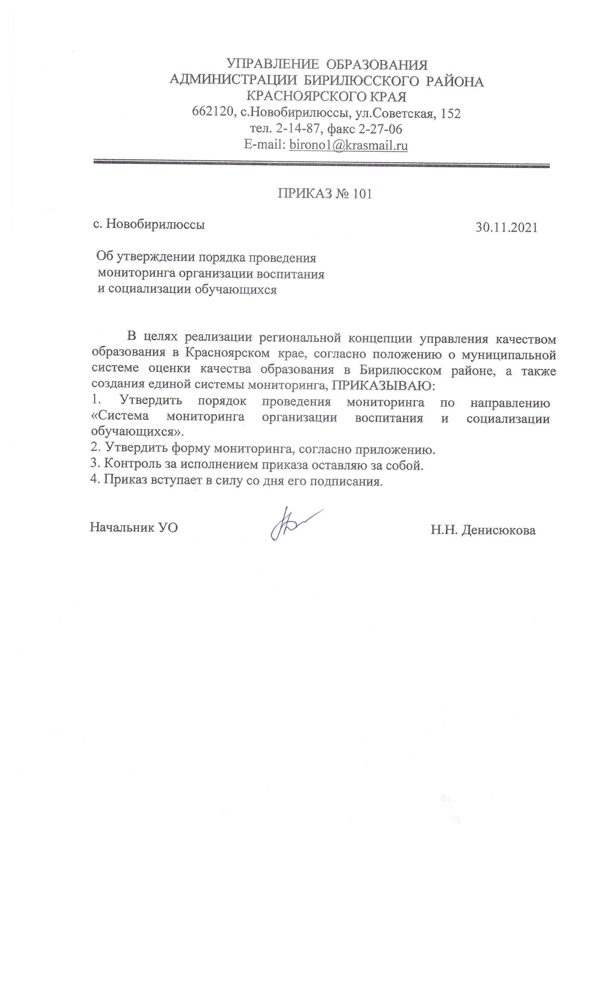 УПРАВЛЕНИЕ ОБРАЗОВАНИЯ
АДМИНИСТРАЦИИ БИРИЛЮССКОГО РАЙОНА
КРАСНОЯРСКОГО КРАЯ
662120, с.Новобирилюссы, ул.Советская, 152
тел. 2-14-87, факс 2-27-06
E-mail: birono1@krasmail.ru
ПРИКАЗ № 101
с. Новобирилюссы 30.11.2021
Об утверждении порядка проведения
мониторинга организации воспитания
и социализации обучающихся
В целях реализации региональной концепции управления качеством
образования в Красноярском крае, согласно положению о муниципальной
системе оценки качества образования в Бирилюсском районе, а также
создания единой системы мониторинга, ПРИКАЗЫВАЮ:
1. Утвердить порядок проведения мониторинга по направлению
«Система мониторинга организации воспитания и социализации
обучающихся».
2. Утвердить форму мониторинга, согласно приложению.
3. Контроль за исполнением приказа оставляю за собой.
4. Приказ вступает в силу со дня его подписания.
Начальник УО Н.Н. Денисюкова